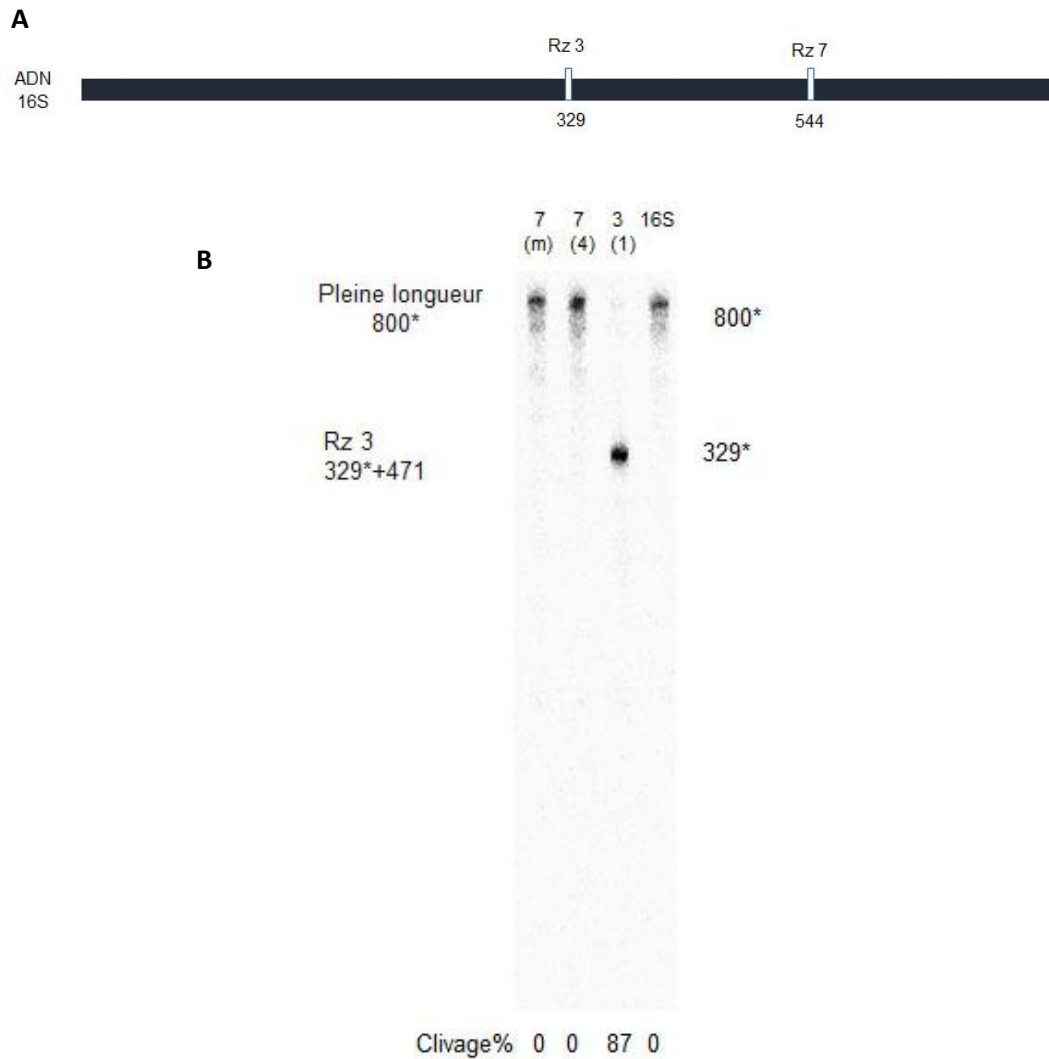 A
Rz 3 Rz 7
ADN
16S
329 544
7 7 3 16S
(m) (4) (1)
B
Pleine longueur
800*
800*
Rz 3
329*+471
329*
Clivage% 0 0 87 0